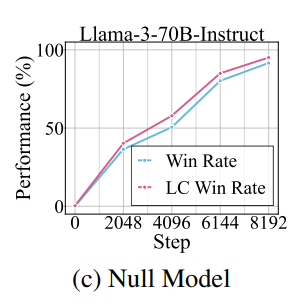 Llama-3-70B-Instruct
100
50
0
Performance (%)
Win Rate
LC Win Rate
0 2048 4096 6144 8192
Step
(c) Null Model